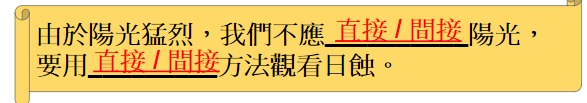 由於陽光猛烈，我們不應 直接 / 間接 陽光，
要用 直接 / 間接 方法觀看日蝕。